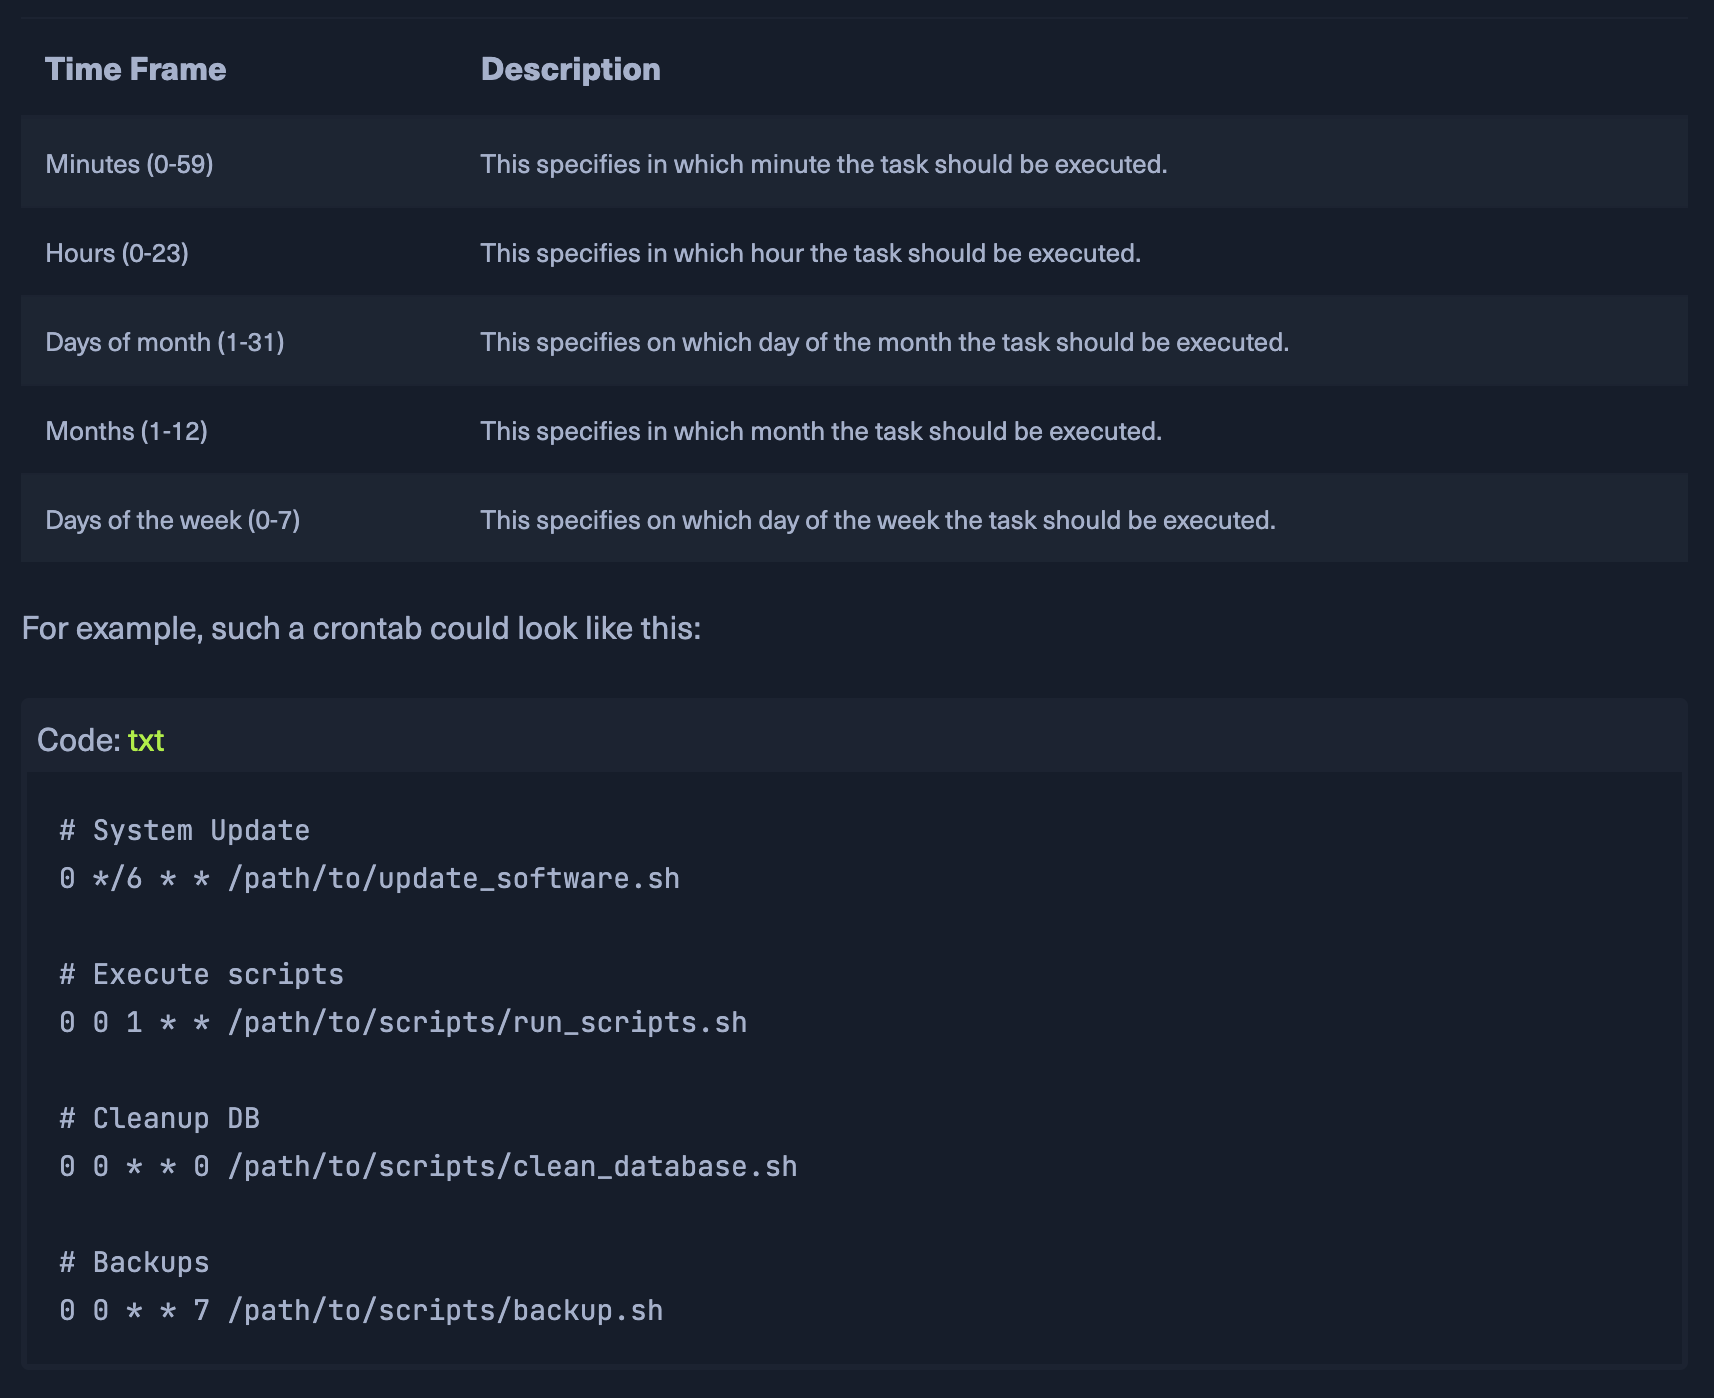 Time Frame Description
Minutes (0-59) This specifies in which minute the task should be executed.
Hours (0-23) This specifies in which hour the task should be executed.
Days of month (1-31) This specifies on which day of the month the task should be executed.
Months (1-12) This specifies in which month the task should be executed.
Days of the week (0-7) This specifies on which day of the week the task should be executed.
For example, such a crontab could look like this:
Code: txt
# System Update
0 */6 * * /path/to/update_software.sh
# Execute scripts
0 0 1 * * /path/to/scripts/run_scripts.sh
# Cleanup DB
0 0 * * 0 /path/to/scripts/clean_database.sh
# Backups
0 0 * * 7 /path/to/scripts/backup.sh